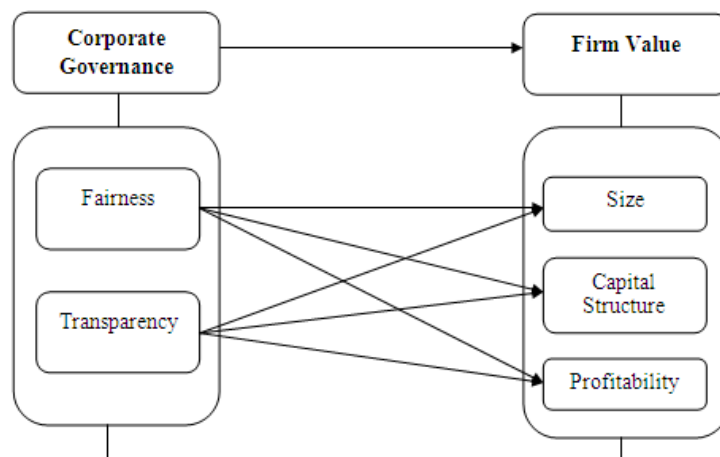 Corporate
Governance
Firm Value
Fairness
Size
Capital
Structure
Transparency
Profitability